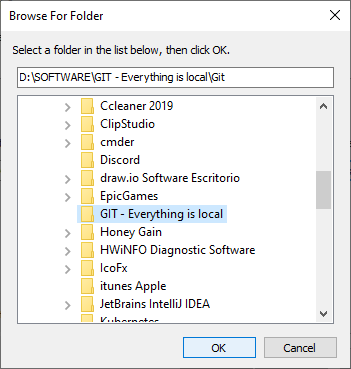 Browse For Folder
Select a folder in the list below, then click OK.
D:\SOFTWARE\GIT - Everything is local\Git
Ccleaner 2019
ClipStudio
cmder
Discord
draw.io Software Escritorio
EpicGames
GIT - Everything is local
Honey Gain
HWiNFO Diagnostic Software
IcoFx
itunes Apple
JetBrains IntelliJ IDEA
Kubernetes
OK
Cancel